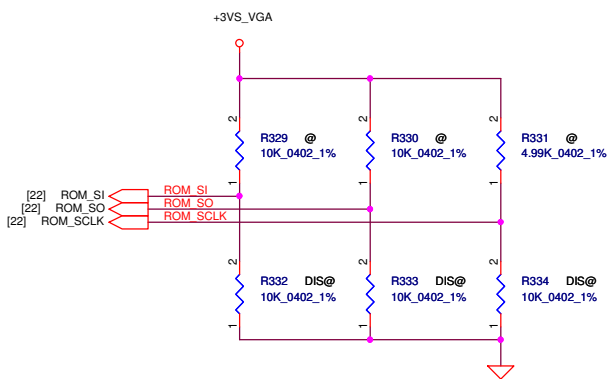 +3VS_VGA
2 2 2
R329 @ R330 @ R331 @
10K_0402_1% 10K_0402_1% 4.99K_0402_1%
1 1 1
[22] ROM_SI ROM_SI
[22] ROM_SO ROM_SO
[22] ROM_SCLK ROM_SCLK
2 2 2
R332 DIS@ R333 DIS@ R334 DIS@
10K_0402_1% 10K_0402_1% 10K_0402_1%
1 1 1